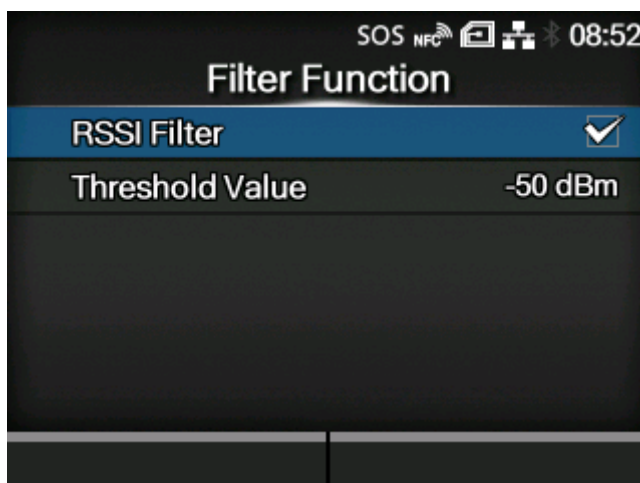 SOS NFC 08:52
Filter Function
RSSI Filter
Threshold Value -50 dBm